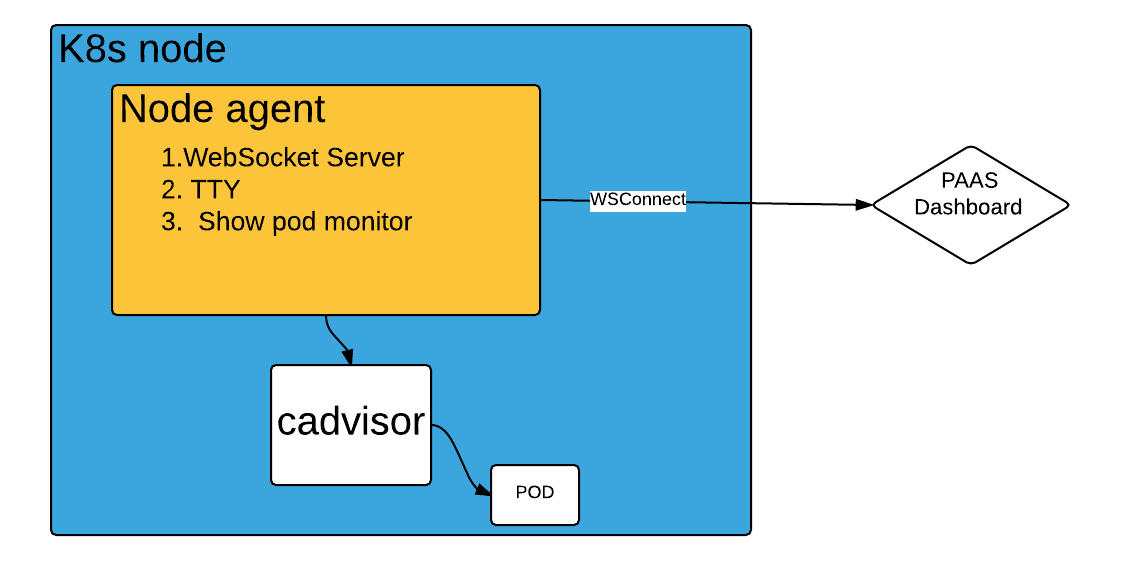 K8s node
Node agent
1.WebSocket Server
2. TTY
3.  Show pod monitor
WSConnect
PAAS
Dashboard
cadvisor
POD